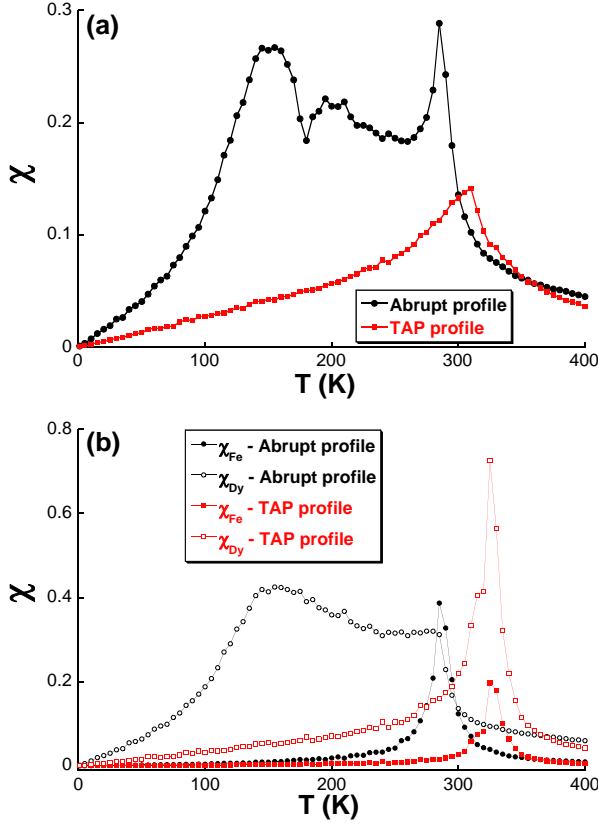 (a)
0.3
0.2
0.1
0
χ
0 100 200 300 400
T (K)
Abrupt profile
TAP profile
(b)
0.8
0.6
0.4
0.2
0
χ
0 100 200 300 400
T (K)
χFe - Abrupt profile
χDy - Abrupt profile
χFe - TAP profile
χDy - TAP profile